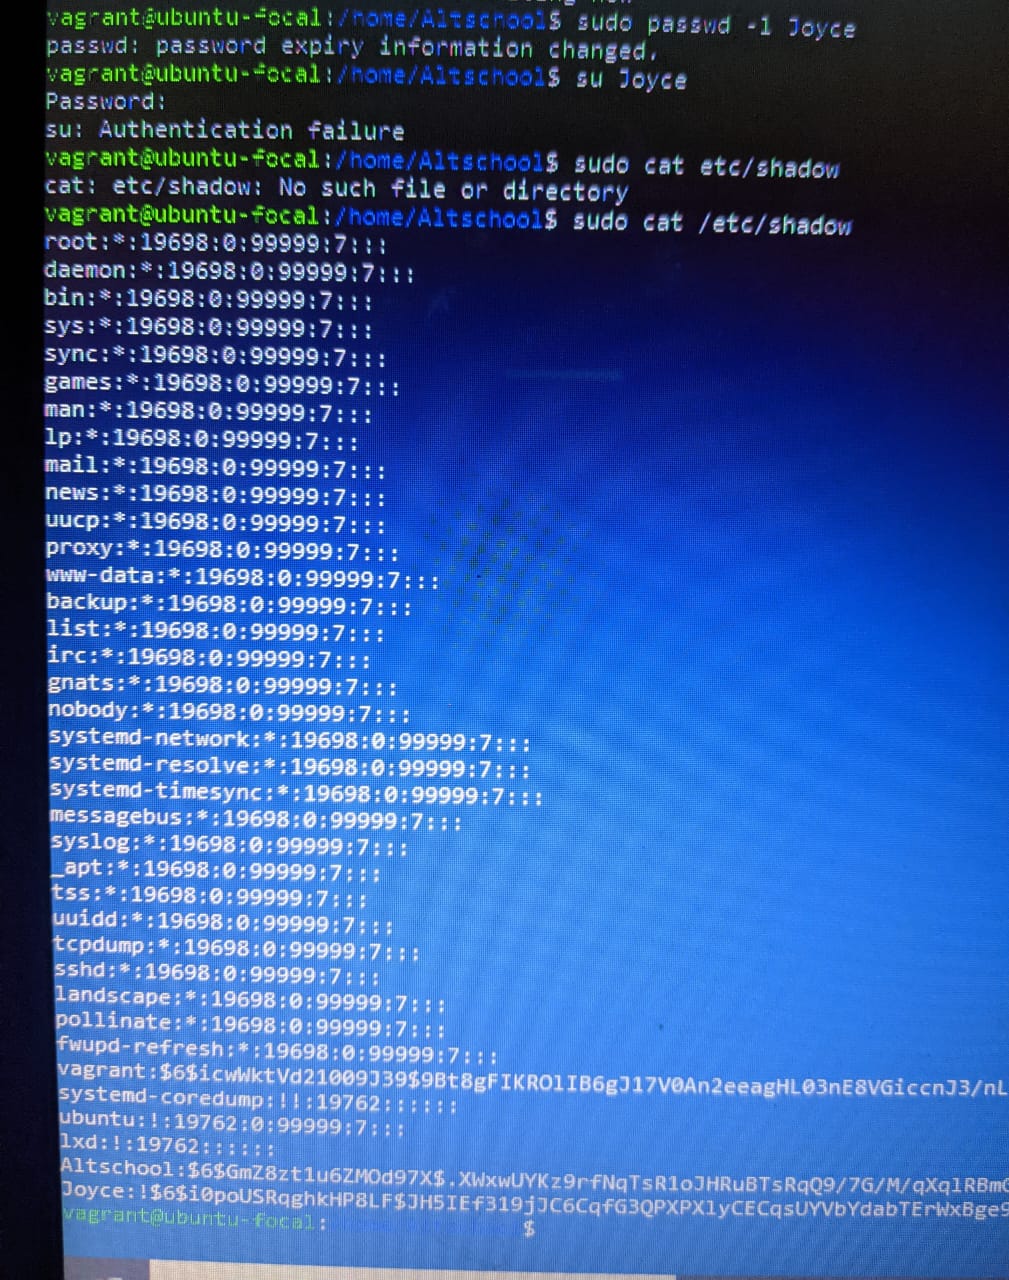 vagrant@ubuntu-focal:/home/Altschool$ sudo passwd -l Joyce
passwd: password expiry information changed.
vagrant@ubuntu-focal:/home/Altschool$ su Joyce
Password:
su: Authentication failure
vagrant@ubuntu-focal:/home/Altschool$ sudo cat etc/shadow
cat: etc/shadow: No such file or directory
vagrant@ubuntu-focal:/home/Altschool$ sudo cat /etc/shadow
root:*:19698:0:99999:7:::
daemon:*:19698:0:99999:7:::
bin:*:19698:0:99999:7:::
sys:*:19698:0:99999:7:::
sync:*:19698:0:99999:7:::
games:*:19698:0:99999:7:::
man:*:19698:0:99999:7:::
lp:*:19698:0:99999:7:::
mail:*:19698:0:99999:7:::
news:*:19698:0:99999:7:::
uucp:*:19698:0:99999:7:::
proxy:*:19698:0:99999:7:::
www-data:*:19698:0:99999:7:::
backup:*:19698:0:99999:7:::
list:*:19698:0:99999:7:::
irc:*:19698:0:99999:7:::
gnats:*:19698:0:99999:7:::
nobody:*:19698:0:99999:7:::
systemd-network:*:19698:0:99999:7:::
systemd-resolve:*:19698:0:99999:7:::
systemd-timesync:*:19698:0:99999:7:::
messagebus:*:19698:0:99999:7:::
syslog:*:19698:0:99999:7:::
_apt:*:19698:0:99999:7:::
tss:*:19698:0:99999:7:::
uuidd:*:19698:0:99999:7:::
tcpdump:*:19698:0:99999:7:::
sshd:*:19698:0:99999:7:::
landscape:*:19698:0:99999:7:::
pollinate:*:19698:0:99999:7:::
fwupd-refresh:*:19698:0:99999:7:::
vagrant:$6$icwWktVd21009J39$9Bt8gFIKROlIB6gJ17V0An2eeagHL03nE8VGiccnJ3/nL
systemd-coredump:!!:19762::::::
ubuntu:!:19762:0:99999:7:::
lxd:!:19762::::::
Altschool:$6$GmZ8zt1u6ZMOd97X$.XWxwUYKz9rfNqTsR1oJHRuBTsRqQ9/7G/M/qXqlRBm
Joyce:!$6$i0poUSRqghkHP8LF$JH5IEf319jJC6CqfG3QPXPXlyCECqsUYVbYdabTErWxBge9
vagrant@ubuntu-focal:/home/Altschool$